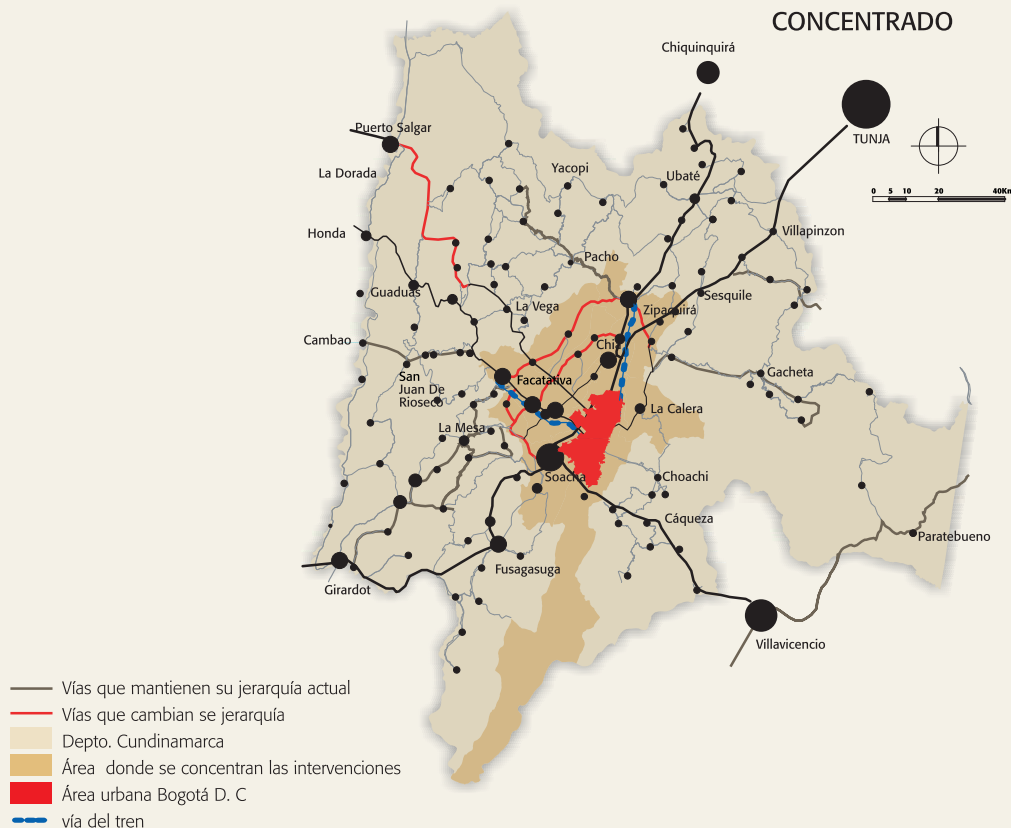 CONCENTRADO
Chiquinquirá
TUNJA
Puerto Salgar
La Dorada
Yacopi
Ubaté
0 5 10 20 40Km
Honda
Villapinzon
Pacho
Guaduas
La Vega
Sesquile
Zipaquirá
Cambao
Chia
San
Juan De
Rioseco
Facatativa
Gacheta
La Calera
La Mesa
Soacha
Choachi
Cáqueza
Paratebueno
Fusagasuga
Girardot
Villavicencio
Vías que mantienen su jerarquía actual
Vías que cambian se jerarquía
Depto. Cundinamarca
Área donde se concentran las intervenciones
Área urbana Bogotá D. C
vía del tren